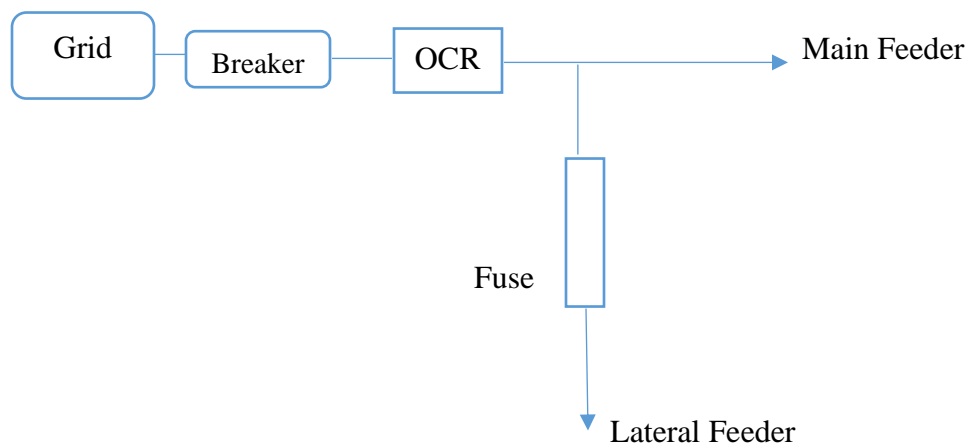 Grid
Breaker
OCR
Main Feeder
Fuse
Lateral Feeder